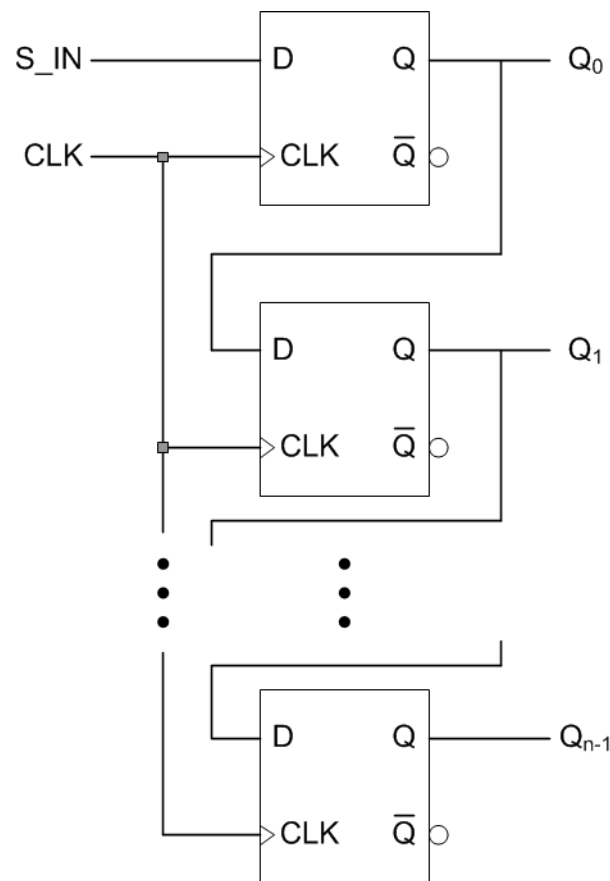 S_IN D Q Q₀
CLK CLK Q̅
D Q Q₁
CLK Q̅
D Q Qₙ₋₁
CLK Q̅